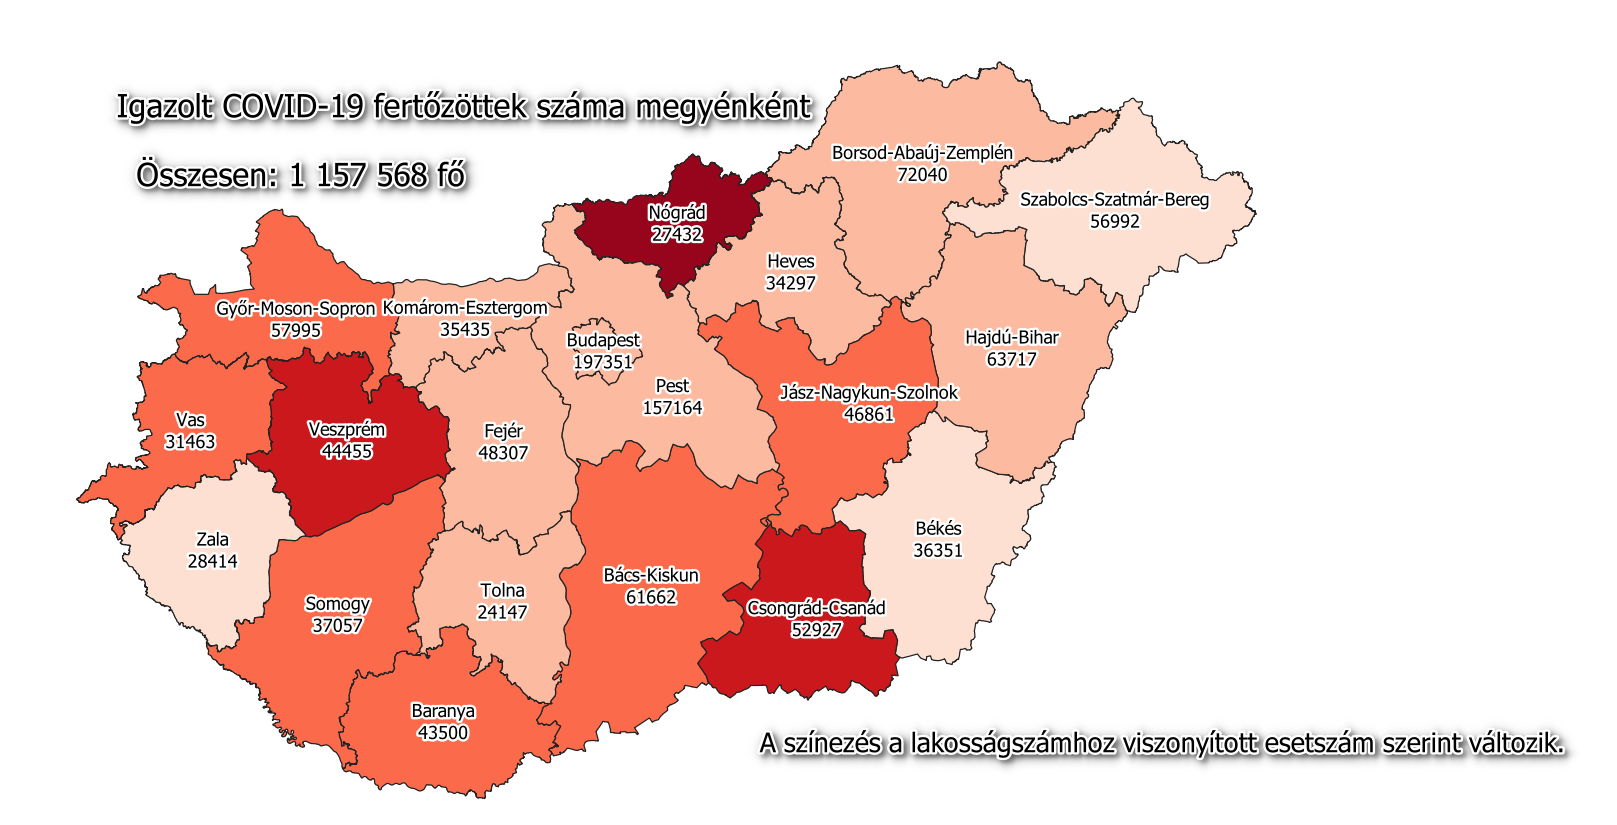 Igazolt COVID-19 fertőzöttek száma megyénként
Összesen: 1 157 568 fő
Borsod-Abaúj-Zemplén
72040
Szabolcs-Szatmár-Bereg
56992
Nógrád
27432
Heves
34297
Győr-Moson-Sopron
57995
Komárom-Esztergom
35435
Budapest
197351
Hajdú-Bihar
63717
Pest
157164
Jász-Nagykun-Szolnok
46861
Vas
31463
Veszprém
44455
Fejér
48307
Zala
28414
Békés
36351
Bács-Kiskun
61662
Tolna
24147
Somogy
37057
Csongrád-Csanád
52927
Baranya
43500
A színezés a lakosságszámhoz viszonyított esetszám szerint változik.